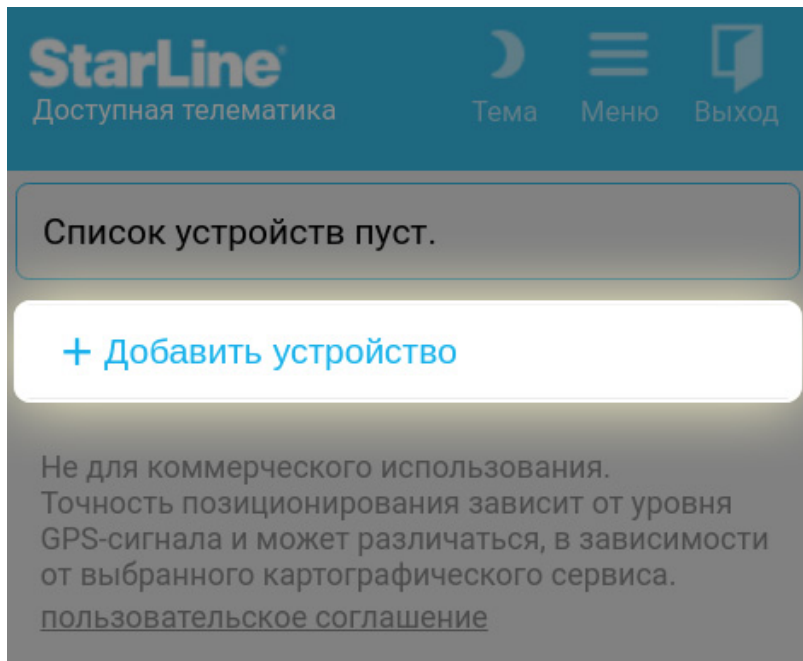 StarLine
Доступная телематика
Тема Меню Выход
Список устройств пуст.
+ Добавить устройство
Не для коммерческого использования.
Точность позиционирования зависит от уровня
GPS-сигнала и может различаться, в зависимости
от выбранного картографического сервиса.
пользовательское соглашение